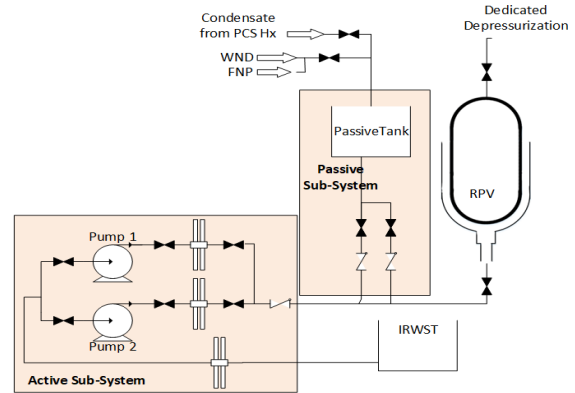 Condensate
from PCS Hx
WND
FNP
Dedicated
Depressurization
PassiveTank
Passive
Sub-System
RPV
Pump 1
Pump 2
IRWST
Active Sub-System